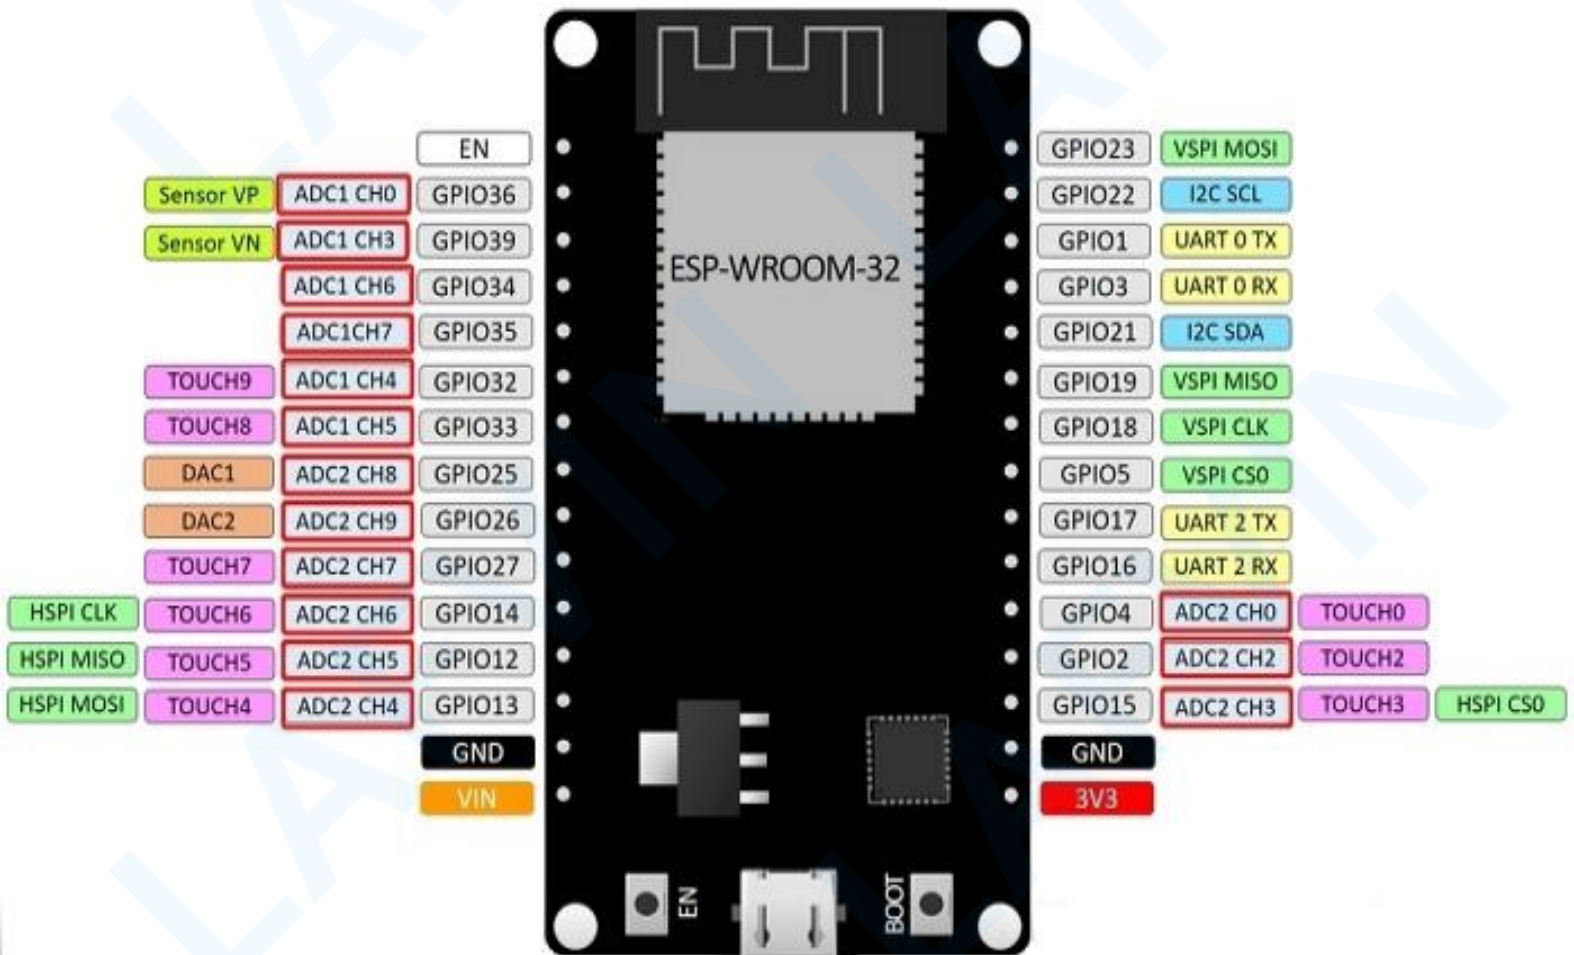 EN GPIO23 VSPI MOSI
Sensor VP ADC1 CH0 GPIO36 GPIO22 I2C SCL
Sensor VN ADC1 CH3 GPIO39 GPIO1 UART 0 TX
ESP-WROOM-32
ADC1 CH6 GPIO34 GPIO3 UART 0 RX
ADC1CH7 GPIO35 GPIO21 I2C SDA
TOUCH9 ADC1 CH4 GPIO32 GPIO19 VSPI MISO
TOUCH8 ADC1 CH5 GPIO33 GPIO18 VSPI CLK
DAC1 ADC2 CH8 GPIO25 GPIO5 VSPI CS0
DAC2 ADC2 CH9 GPIO26 GPIO17 UART 2 TX
TOUCH7 ADC2 CH7 GPIO27 GPIO16 UART 2 RX
HSPI CLK TOUCH6 ADC2 CH6 GPIO14 GPIO4 ADC2 CH0 TOUCH0
HSPI MISO TOUCH5 ADC2 CH5 GPIO12 GPIO2 ADC2 CH2 TOUCH2
HSPI MOSI TOUCH4 ADC2 CH4 GPIO13 GPIO15 ADC2 CH3 TOUCH3 HSPI CS0
GND GND
VIN 3V3
EN BOOT